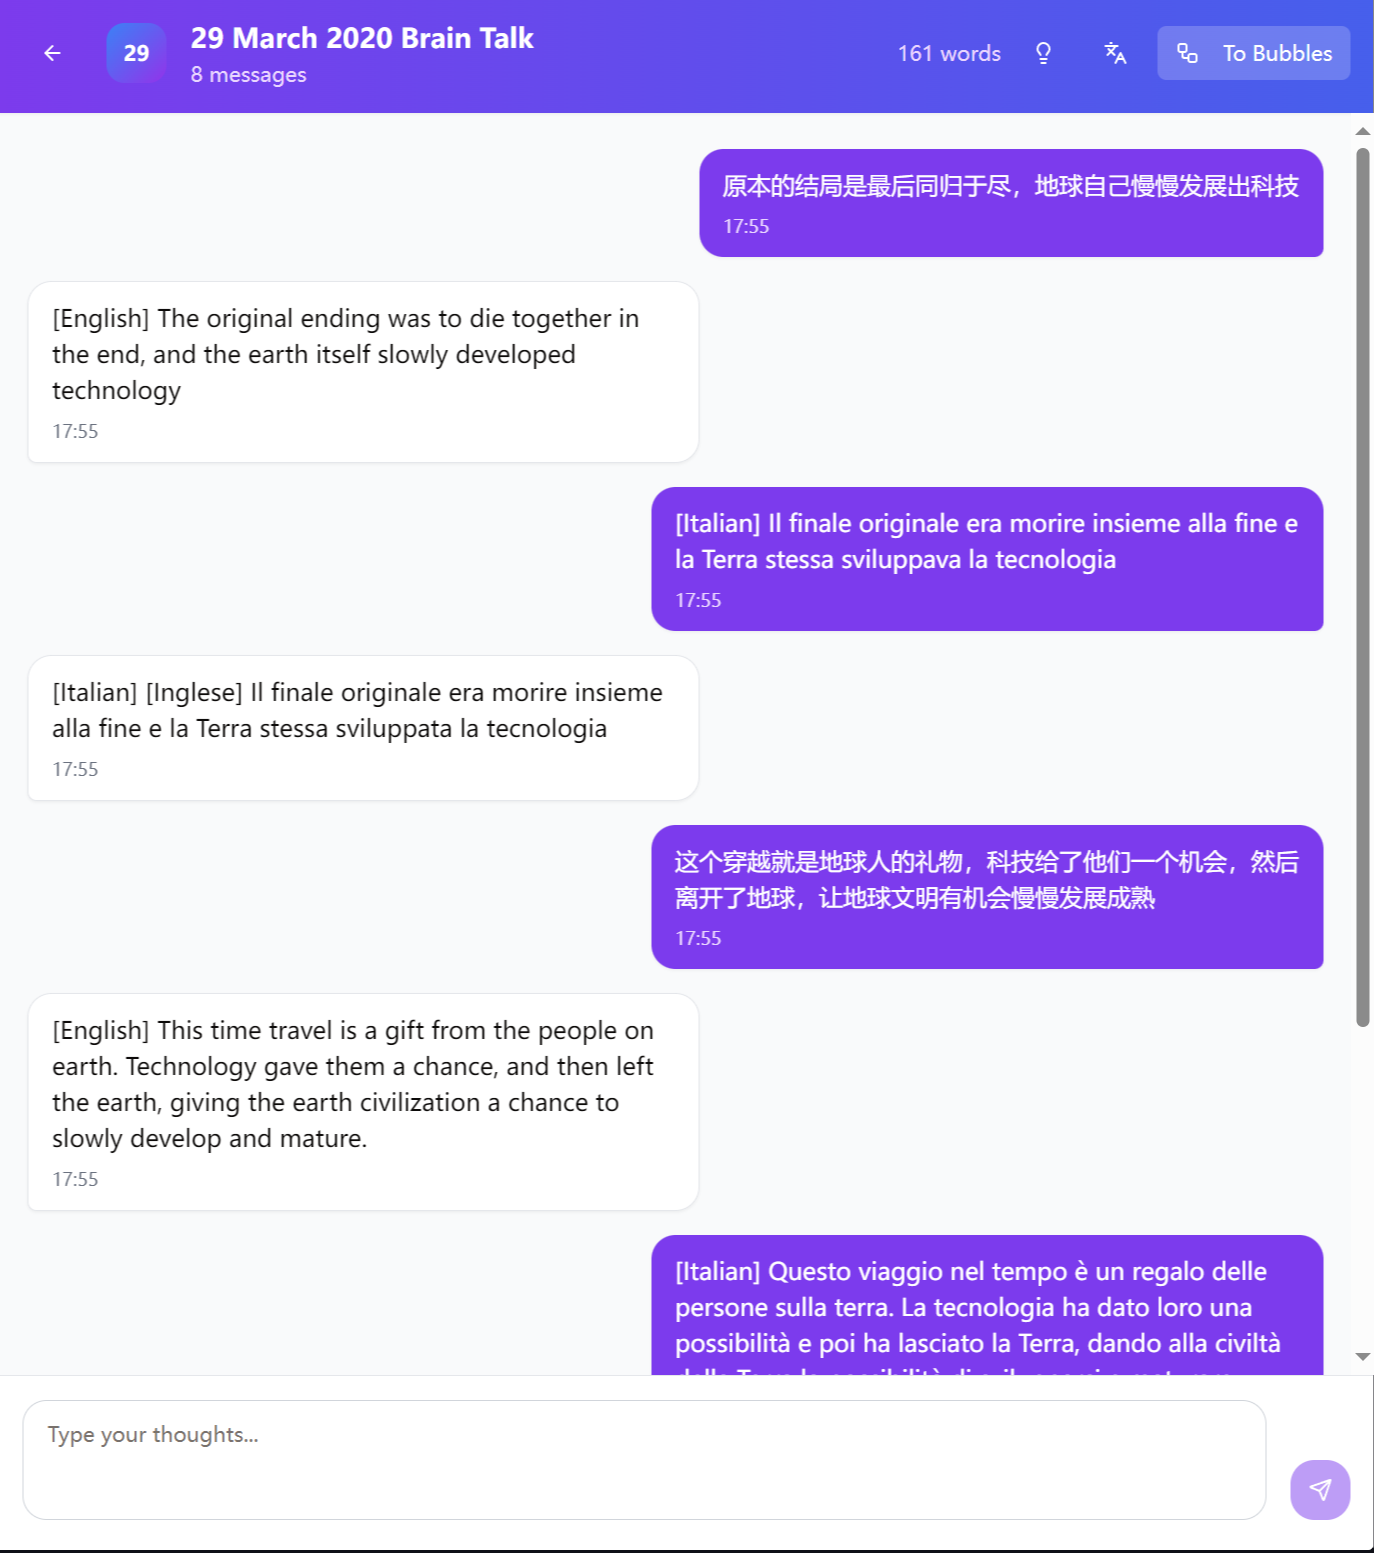 29
29 March 2020 Brain Talk
8 messages
161 words
To Bubbles
原本的结局是最后同归于尽，地球自己慢慢发展出科技
17:55
[English] The original ending was to die together in
the end, and the earth itself slowly developed
technology
17:55
[Italian] Il finale originale era morire insieme alla fine e
la Terra stessa sviluppava la tecnologia
17:55
[Italian] [Inglese] Il finale originale era morire insieme
alla fine e la Terra stessa sviluppata la tecnologia
17:55
这个穿越就是地球人的礼物，科技给了他们一个机会，然后
离开了地球，让地球文明有机会慢慢发展成熟
17:55
[English] This time travel is a gift from the people on
earth. Technology gave them a chance, and then left
the earth, giving the earth civilization a chance to
slowly develop and mature.
17:55
[Italian] Questo viaggio nel tempo è un regalo delle
persone sulla terra. La tecnologia ha dato loro una
possibilità e poi ha lasciato la Terra, dando alla civiltà
Type your thoughts...